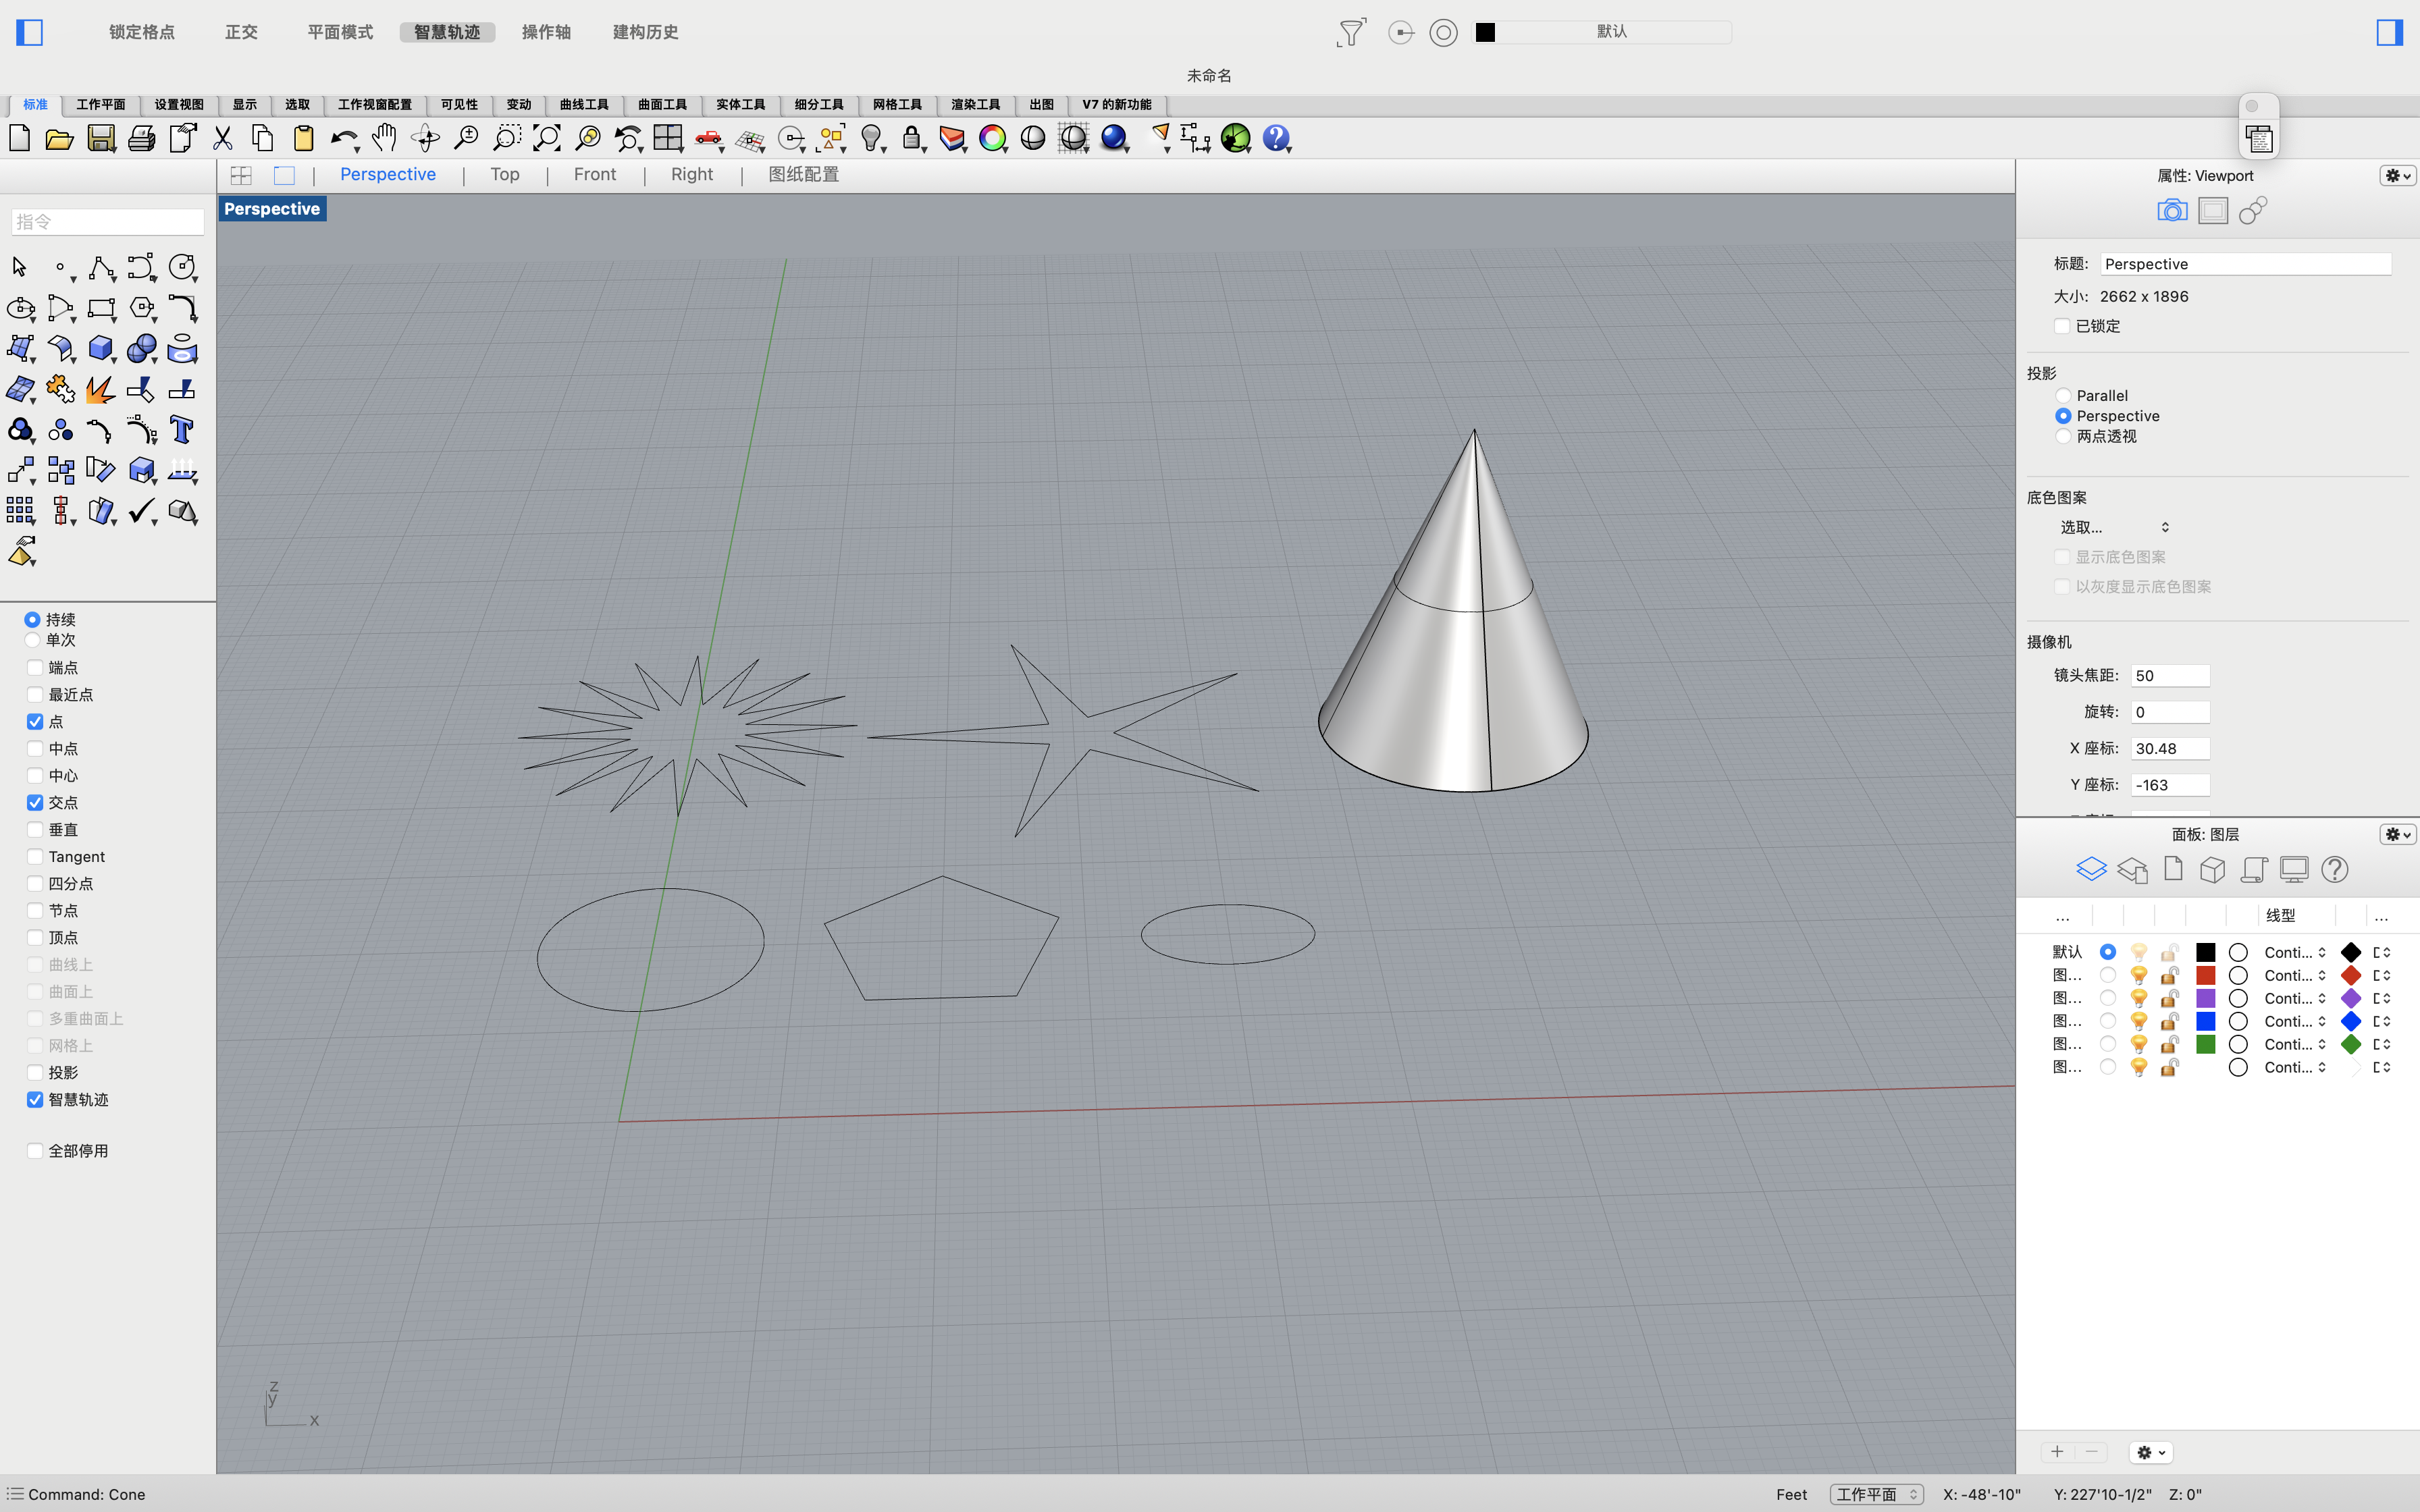 锁定格点 正交 平面模式 智慧轨迹 操作轴 建构历史 默认
未命名
标准 工作平面 设置视图 显示 选取 工作视窗配置 可见性 变动 曲线工具 曲面工具 实体工具 细分工具 网格工具 渲染工具 出图 V7 的新功能
Perspective | Top | Front | Right | 图纸配置
Perspective
指令
持续
单次
端点
最近点
点
中点
中心
交点
垂直
Tangent
四分点
节点
顶点
曲线上
曲面上
多重曲面上
网格上
投影
智慧轨迹
全部停用
z
y
x
属性: Viewport
标题: Perspective
大小: 2662 x 1896
已锁定
投影
Parallel
Perspective
两点透视
底色图案
选取...
显示底色图案
以灰度显示底色图案
摄像机
镜头焦距: 50
旋转: 0
X 座标: 30.48
Y 座标: -163
面板: 图层
... 线型 ...
默认 Conti...
图... Conti...
图... Conti...
图... Conti...
图... Conti...
图... Conti...
Command: Cone
Feet 工作平面 X: -48'-10" Y: 227'10-1/2" Z: 0"